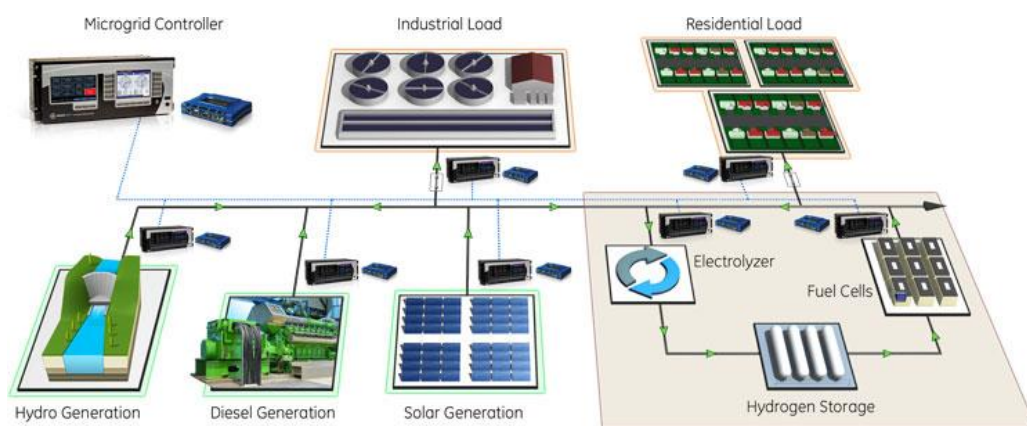 Microgrid Controller
Industrial Load
Residential Load
Electrolyzer
Fuel Cells
Hydrogen Storage
Hydro Generation
Diesel Generation
Solar Generation